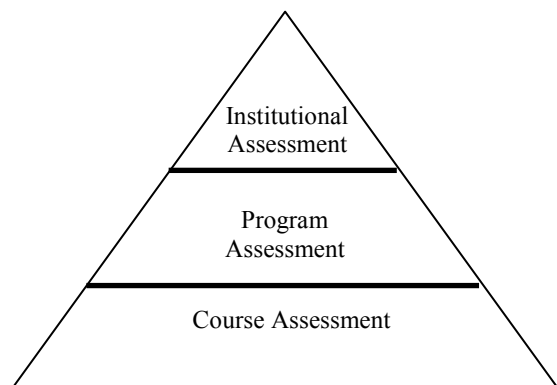 Institutional
Assessment
Program
Assessment
Course Assessment